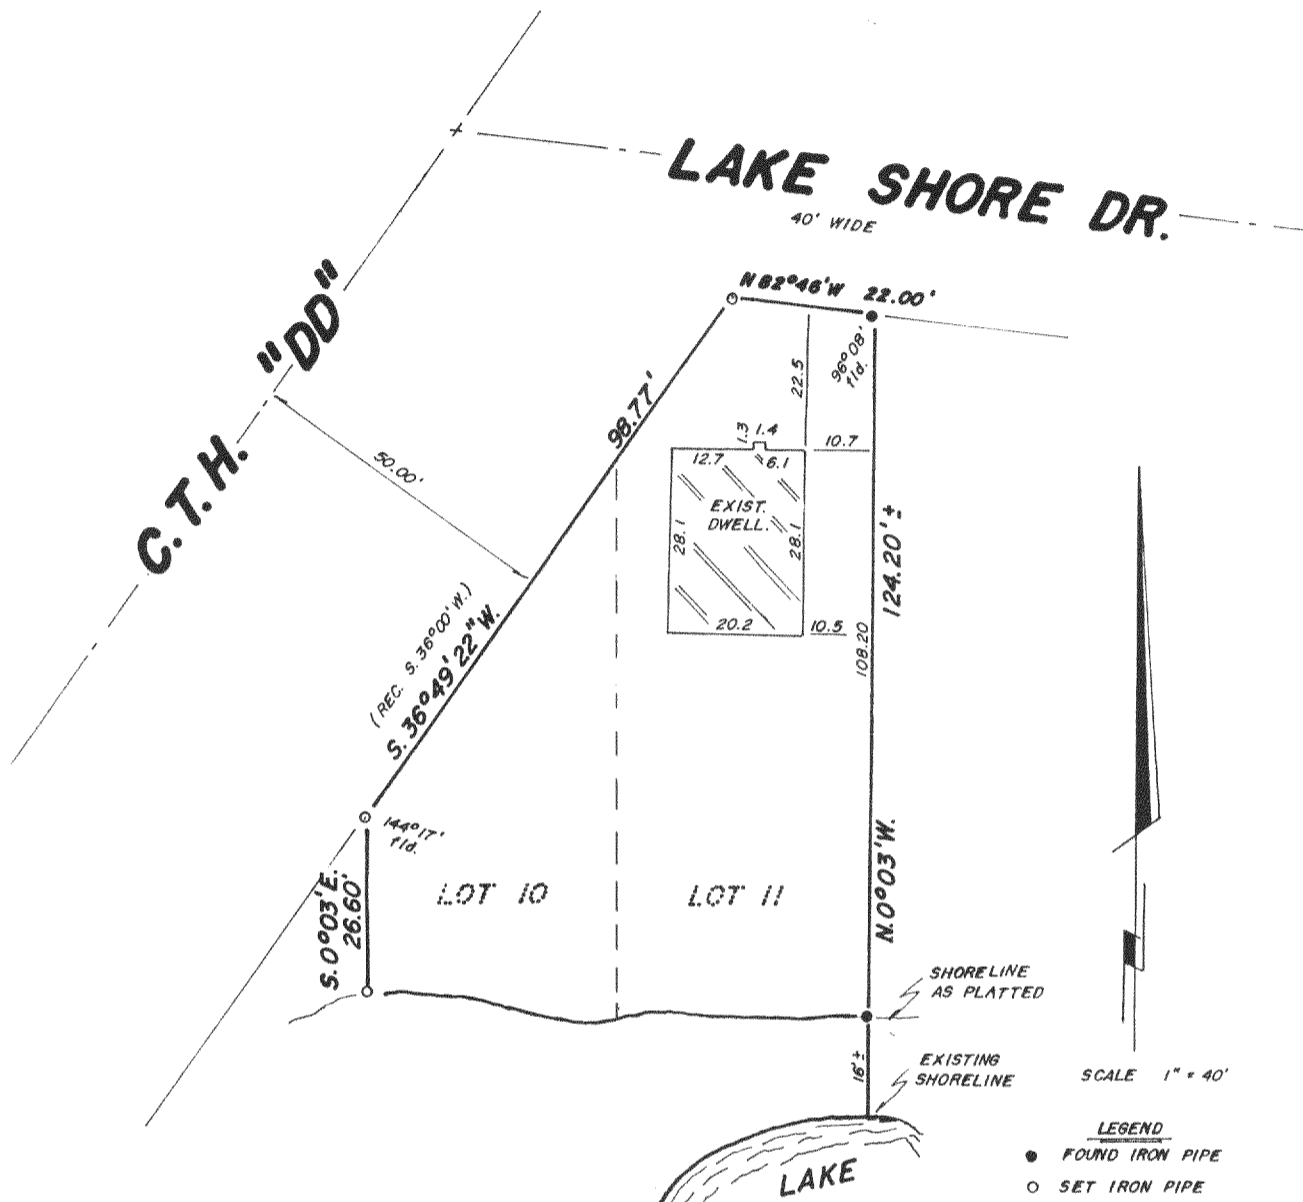 LAKE SHORE DR.
40' WIDE
C.T.H. "DD"
N 82°46'W 22.00'
96°08'
fld.
22.5
98.77'
50.00'
1.3 1.4
10.7
12.7 6.1
EXIST.
DWELL.
28.1
28.1
20.2
10.5
124.20'±
108.20
(REC. S. 36°00' W.)
S. 36°49'22"W.
144°17'
fld.
S. 0°03'E.
26.60'
LOT 10
LOT 11
N. 0°03'W.
SHORELINE
AS PLATTED
16'±
EXISTING
SHORELINE
SCALE 1" = 40'
LAKE
LEGEND
FOUND IRON PIPE
SET IRON PIPE